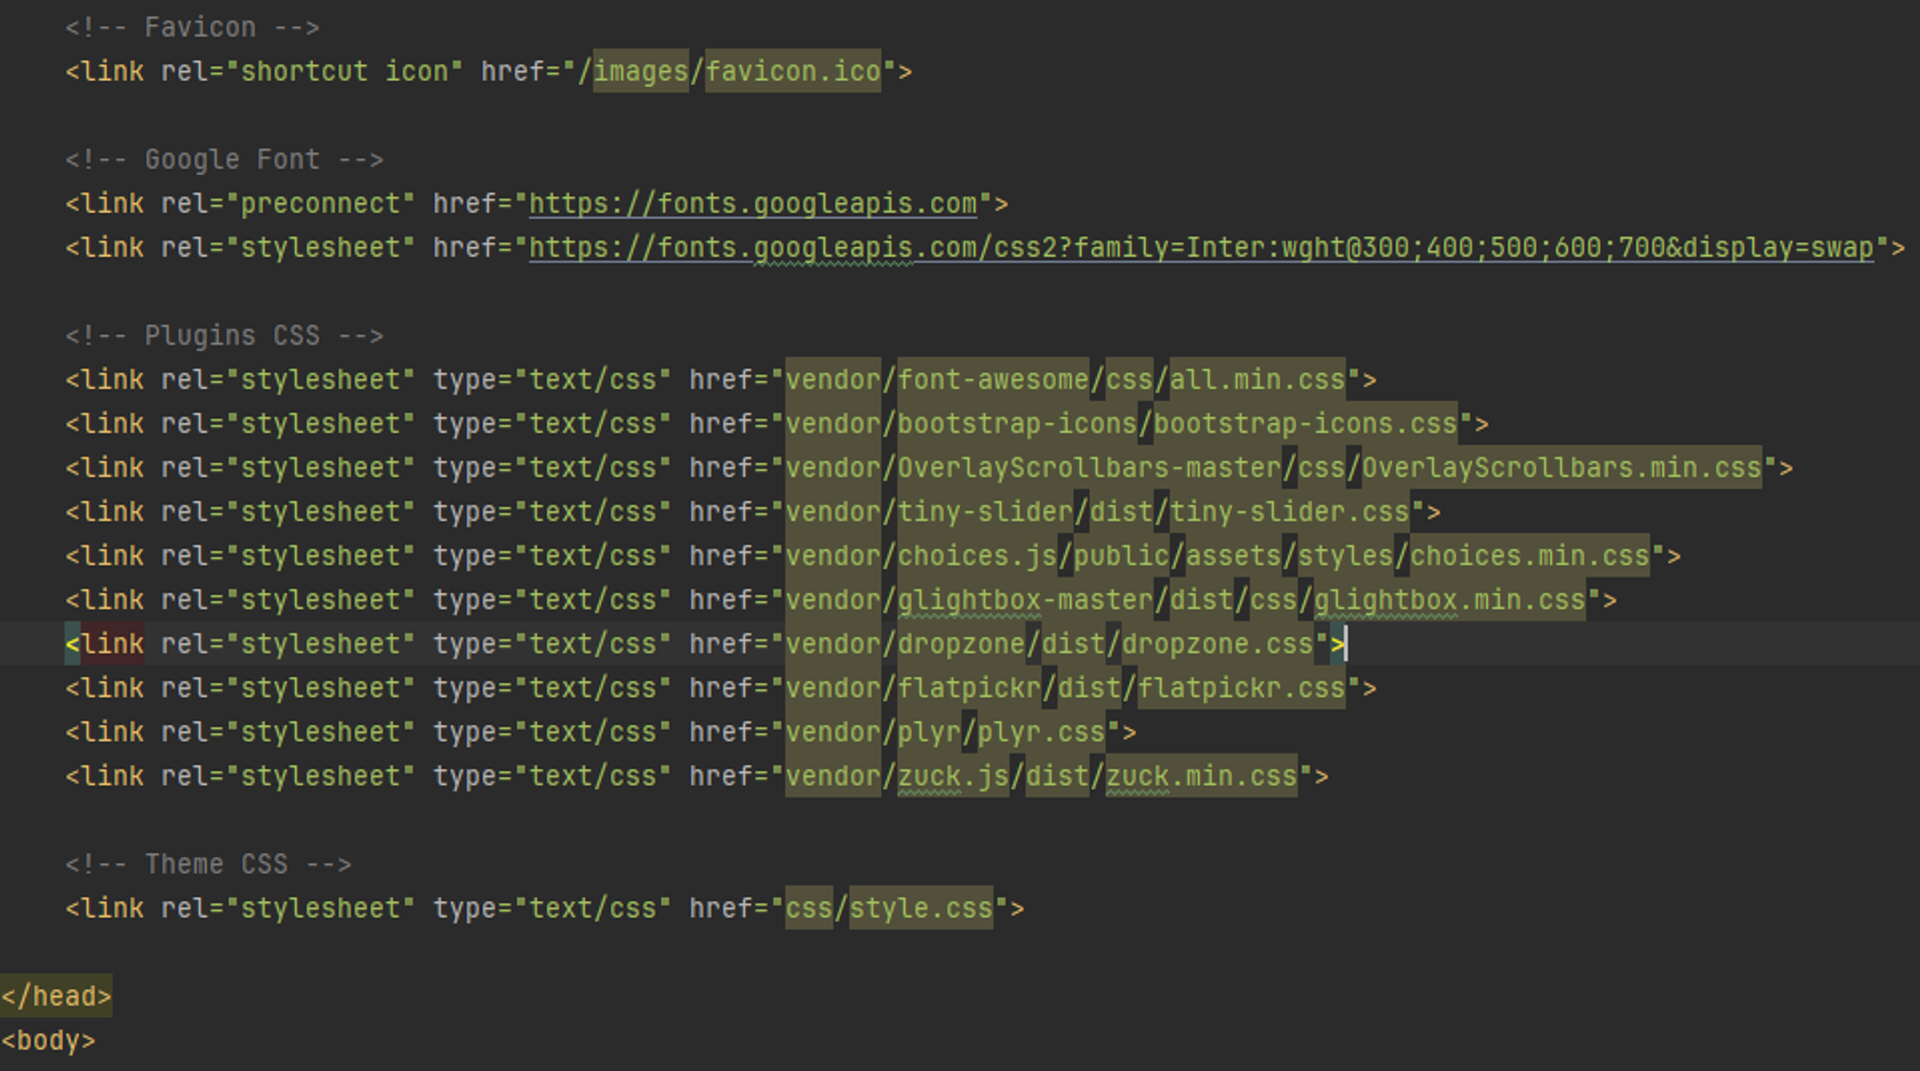 <!-- Favicon -->
<link rel="shortcut icon" href="/images/favicon.ico">
<!-- Google Font -->
<link rel="preconnect" href="https://fonts.googleapis.com">
<link rel="stylesheet" href="https://fonts.googleapis.com/css2?family=Inter:wght@300;400;500;600;700&display=swap">
<!-- Plugins CSS -->
<link rel="stylesheet" type="text/css" href="vendor/font-awesome/css/all.min.css">
<link rel="stylesheet" type="text/css" href="vendor/bootstrap-icons/bootstrap-icons.css">
<link rel="stylesheet" type="text/css" href="vendor/OverlayScrollbars-master/css/OverlayScrollbars.min.css">
<link rel="stylesheet" type="text/css" href="vendor/tiny-slider/dist/tiny-slider.css">
<link rel="stylesheet" type="text/css" href="vendor/choices.js/public/assets/styles/choices.min.css">
<link rel="stylesheet" type="text/css" href="vendor/glightbox-master/dist/css/glightbox.min.css">
<link rel="stylesheet" type="text/css" href="vendor/dropzone/dist/dropzone.css">
<link rel="stylesheet" type="text/css" href="vendor/flatpickr/dist/flatpickr.css">
<link rel="stylesheet" type="text/css" href="vendor/plyr/plyr.css">
<link rel="stylesheet" type="text/css" href="vendor/zuck.js/dist/zuck.min.css">
<!-- Theme CSS -->
<link rel="stylesheet" type="text/css" href="css/style.css">
</head>
<body>